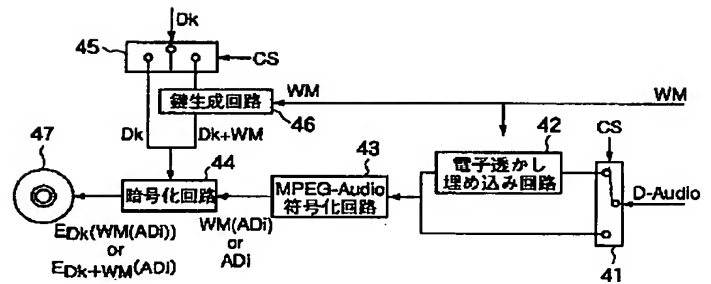 Dk
45
CS
WM
WM
鍵生成回路
46
Dk
Dk+WM
42
CS
47
44
43
電子透かし
埋め込み回路
暗号化回路
MPEG-Audio
符号化回路
D-Audio
EDk(WM(ADi))
or
EDk+WM(ADi)
WM(ADi)
or
ADi
41